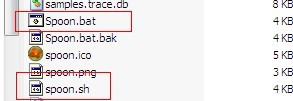 samples.trace.db 8 KB
Spoon.bat 4 KB
Spoon.bat.bak 4 KB
spoon.ico 4 KB
spoon.png 4 KB
spoon.sh 4 KB